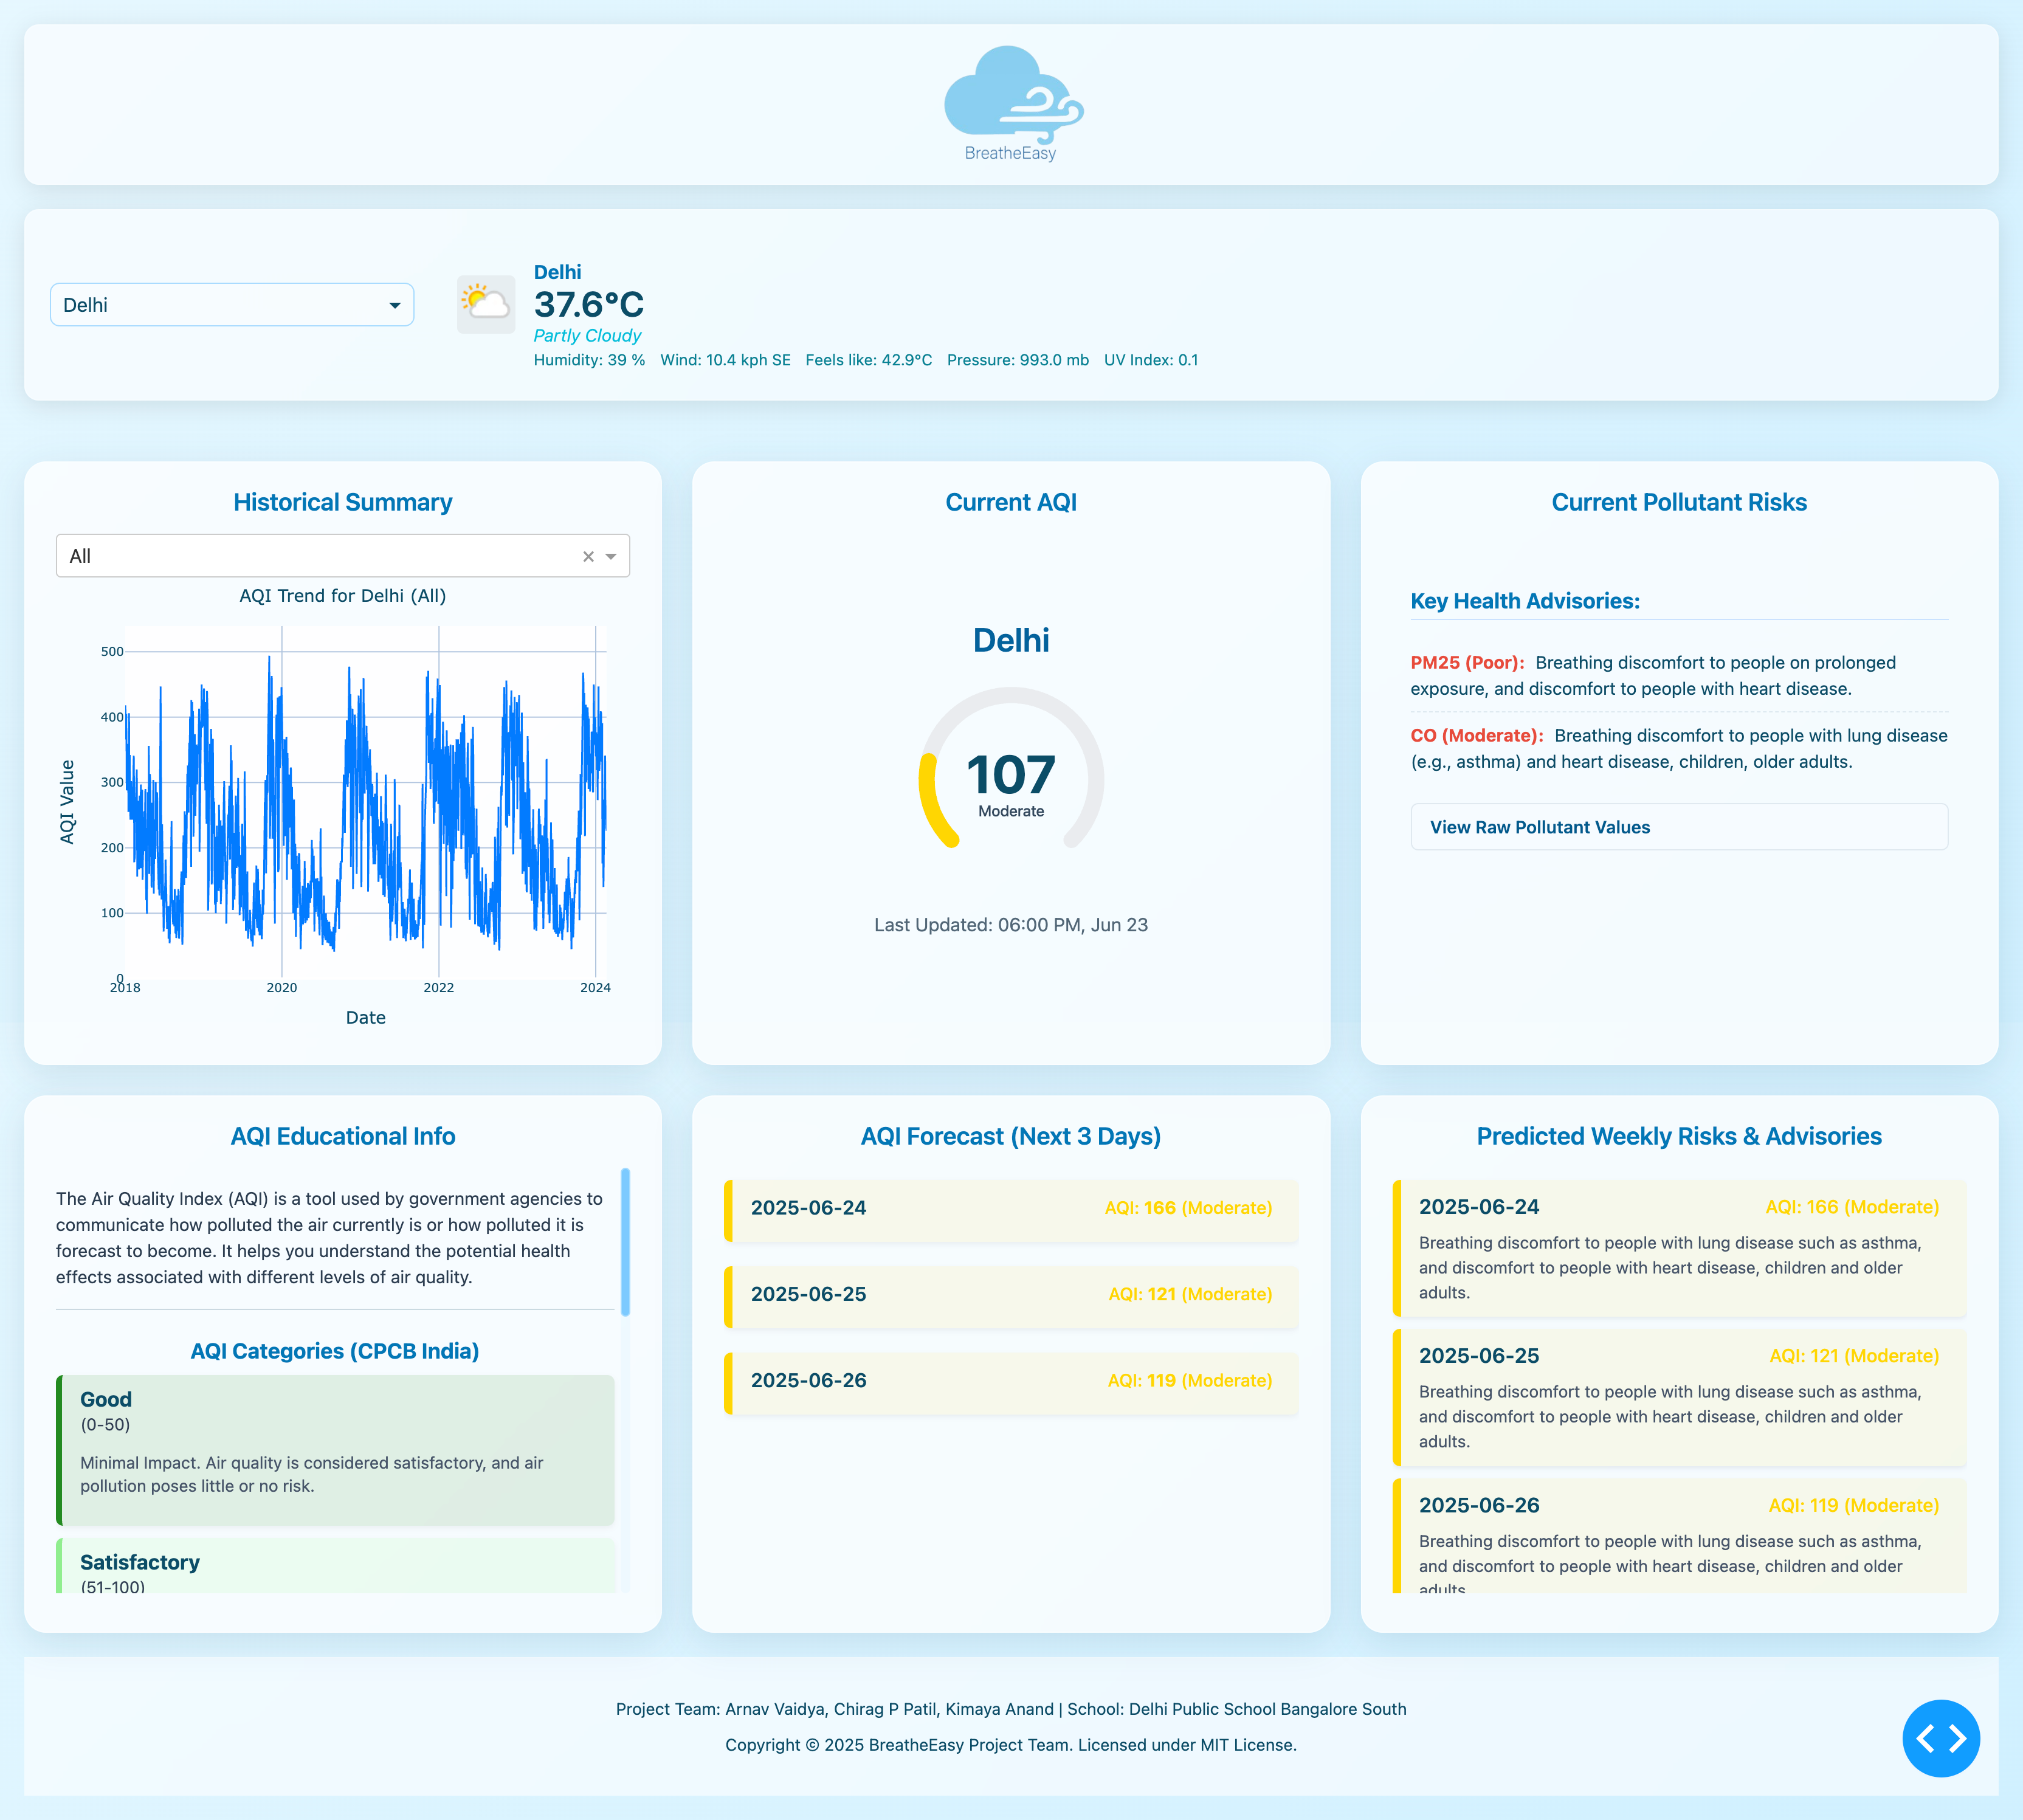 BreatheEasy
Delhi
Delhi
37.6°C
Partly Cloudy
Humidity: 39 % Wind: 10.4 kph SE Feels like: 42.9°C Pressure: 993.0 mb UV Index: 0.1
Historical Summary
All
AQI Trend for Delhi (All)
AQI Value
500
400
300
200
100
0
2018 2020 2022 2024
Date
Current AQI
Delhi
107
Moderate
Last Updated: 06:00 PM, Jun 23
Current Pollutant Risks
Key Health Advisories:
PM25 (Poor): Breathing discomfort to people on prolonged
exposure, and discomfort to people with heart disease.
CO (Moderate): Breathing discomfort to people with lung disease
(e.g., asthma) and heart disease, children, older adults.
View Raw Pollutant Values
AQI Educational Info
The Air Quality Index (AQI) is a tool used by government agencies to
communicate how polluted the air currently is or how polluted it is
forecast to become. It helps you understand the potential health
effects associated with different levels of air quality.
AQI Categories (CPCB India)
Good
(0-50)
Minimal Impact. Air quality is considered satisfactory, and air
pollution poses little or no risk.
Satisfactory
(51-100)
AQI Forecast (Next 3 Days)
2025-06-24 AQI: 166 (Moderate)
2025-06-25 AQI: 121 (Moderate)
2025-06-26 AQI: 119 (Moderate)
Predicted Weekly Risks & Advisories
2025-06-24 AQI: 166 (Moderate)
Breathing discomfort to people with lung disease such as asthma,
and discomfort to people with heart disease, children and older
adults.
2025-06-25 AQI: 121 (Moderate)
Breathing discomfort to people with lung disease such as asthma,
and discomfort to people with heart disease, children and older
adults.
2025-06-26 AQI: 119 (Moderate)
Breathing discomfort to people with lung disease such as asthma,
and discomfort to people with heart disease, children and older
adults.
Project Team: Arnav Vaidya, Chirag P Patil, Kimaya Anand | School: Delhi Public School Bangalore South
Copyright © 2025 BreatheEasy Project Team. Licensed under MIT License.